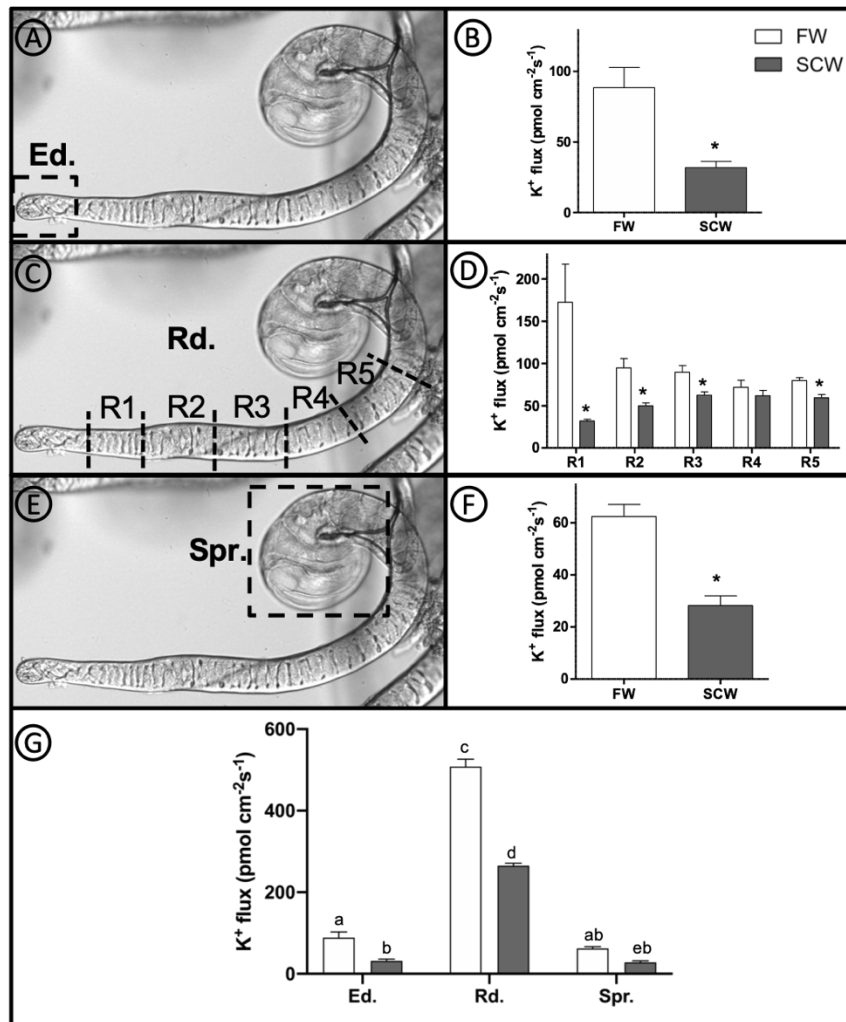 A
Ed.
B
K⁺ flux (pmol cm⁻²s⁻¹)
100
50
0
FW
SCW
*
FW
SCW
C
Rd.
R1
R2
R3
R4
R5
D
K⁺ flux (pmol cm⁻²s⁻¹)
200
150
100
50
0
*
*
*
*
R1
R2
R3
R4
R5
E
Spr.
F
K⁺ flux (pmol cm⁻²s⁻¹)
60
40
20
0
*
FW
SCW
G
K⁺ flux (pmol cm⁻²s⁻¹)
600
400
200
0
a
b
c
d
ab
eb
Ed.
Rd.
Spr.